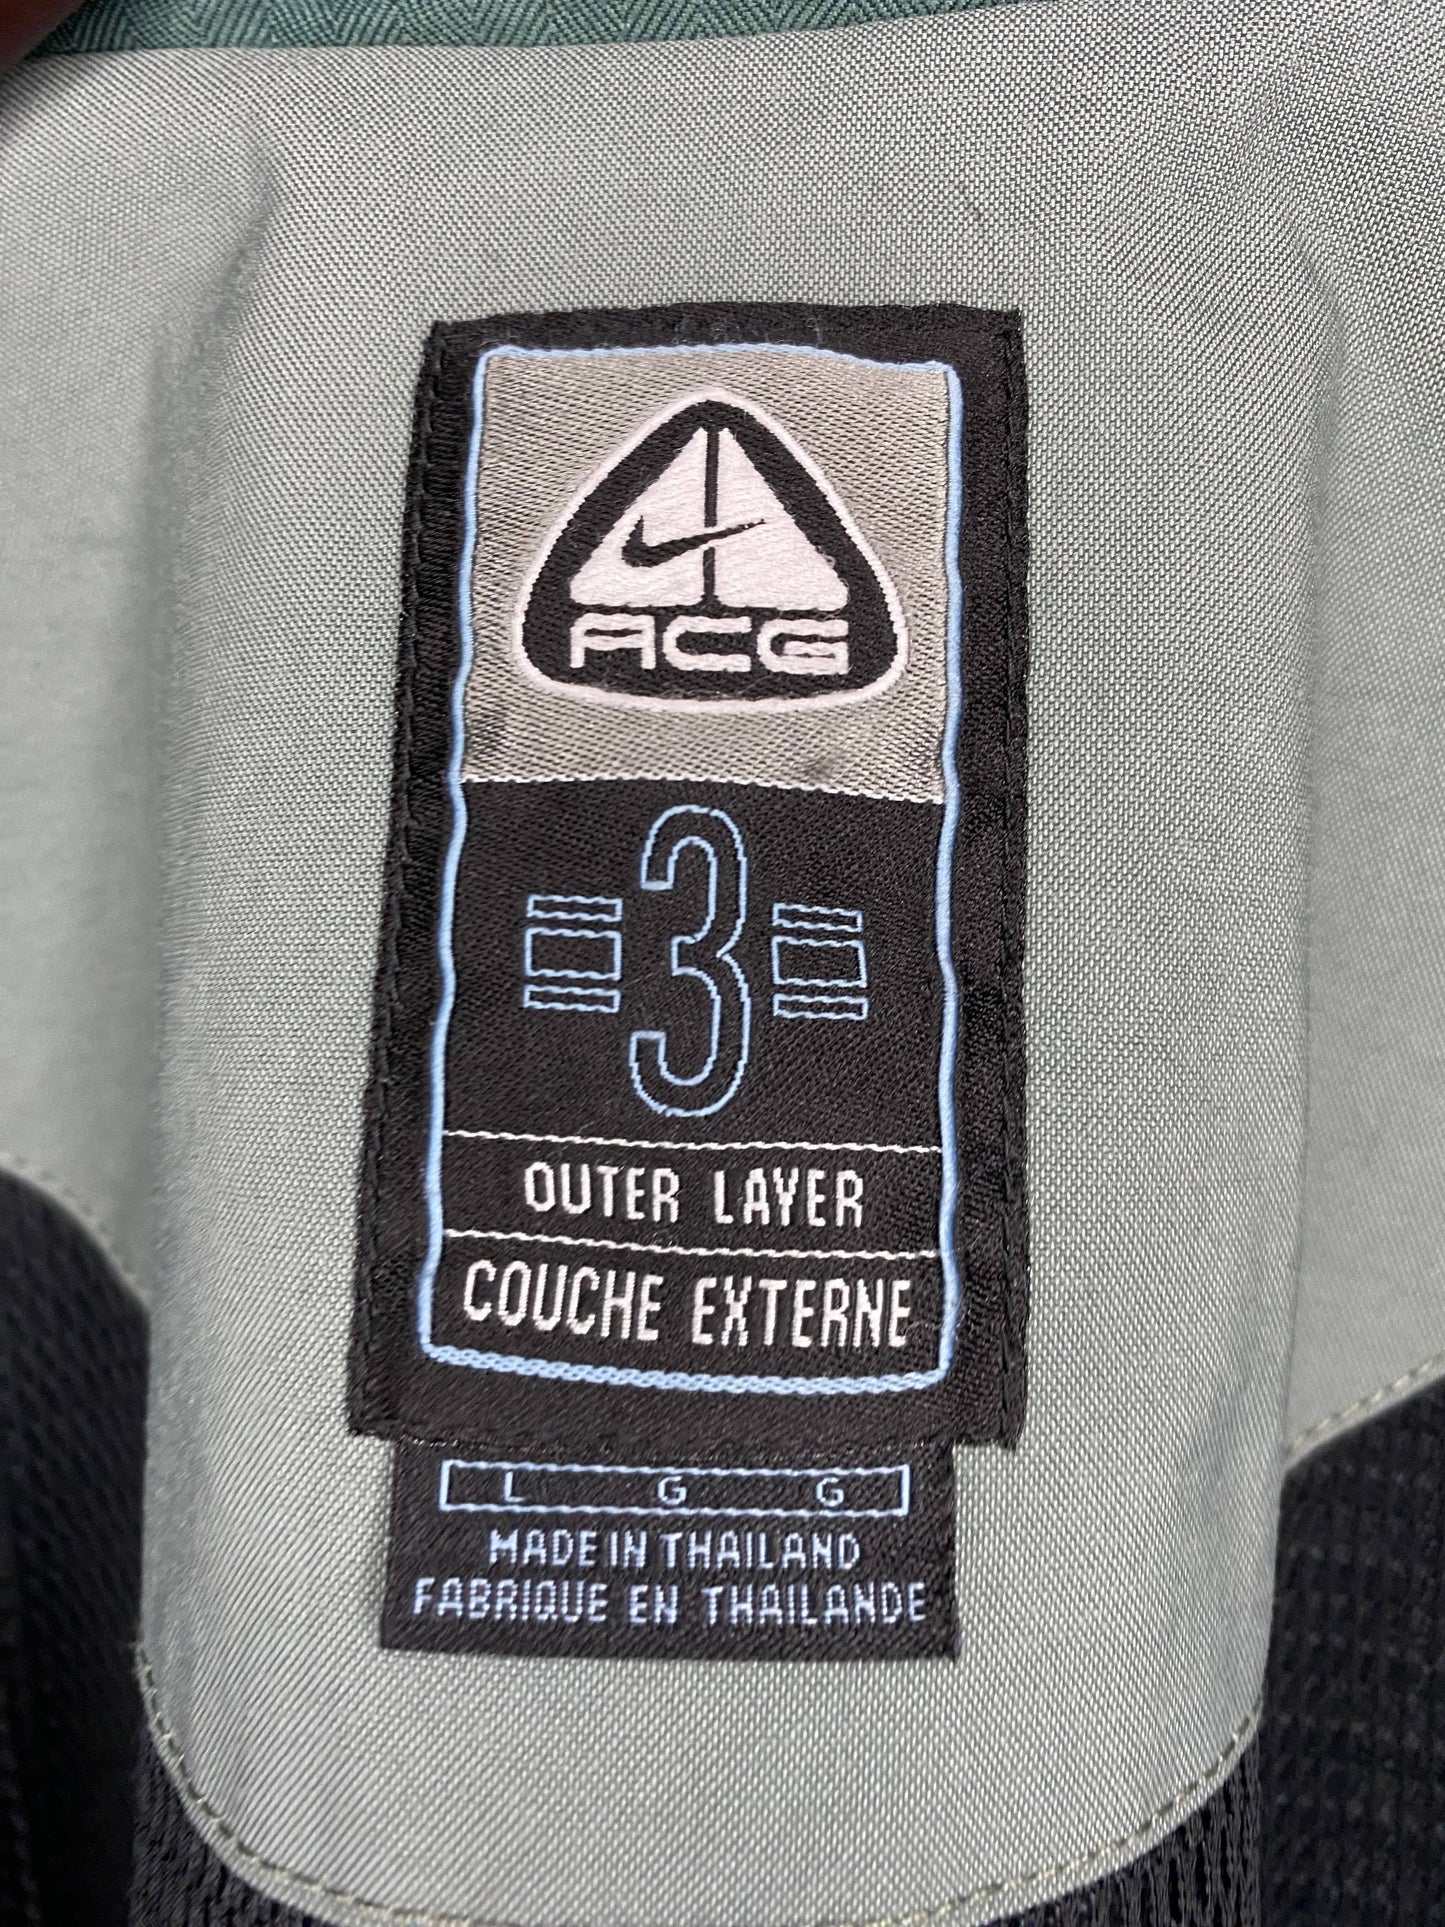 ACG
3
OUTER LAYER
COUCHE EXTERNE
L G G
MADE IN THAILAND
FABRIQUE EN THAILANDE